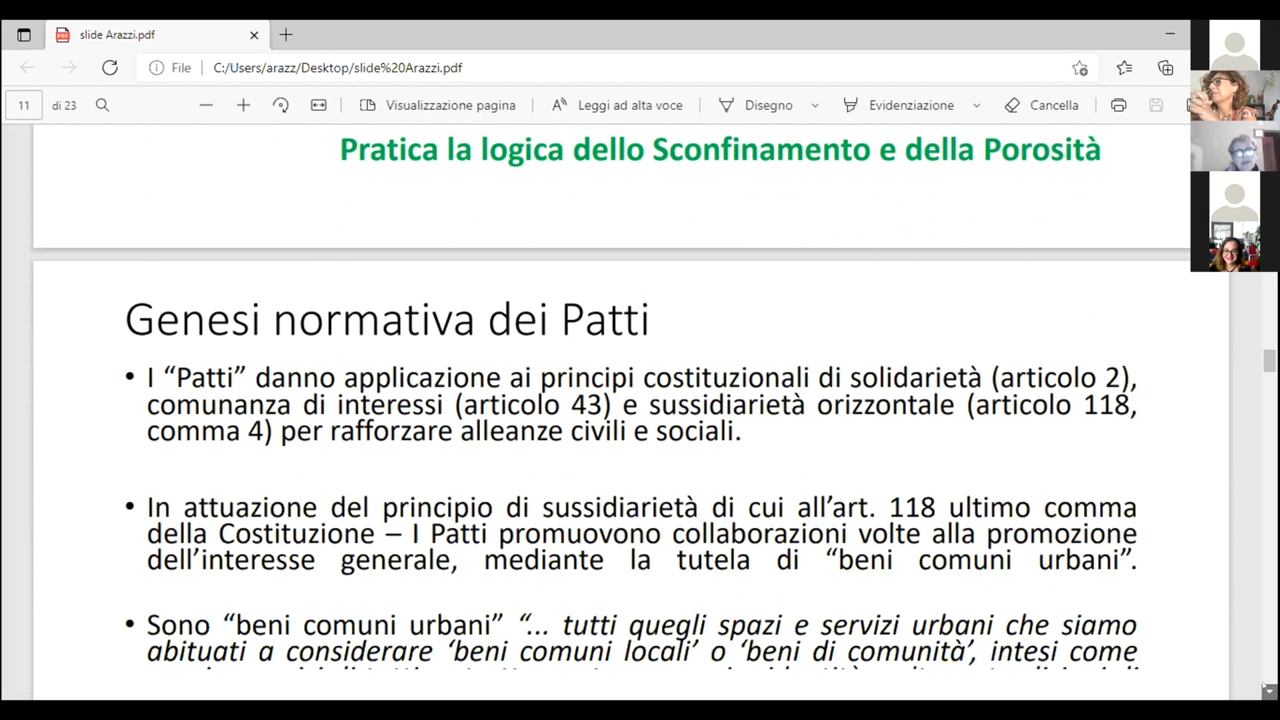 slide Arazzi.pdf
File
C:/Users/arazz/Desktop/slide%20Arazzi.pdf
11 di 23
Visualizzazione pagina
Leggi ad alta voce
Disegno
Evidenziazione
Cancella
Pratica la logica dello Sconfinamento e della Porosità
Genesi normativa dei Patti
• I “Patti” danno applicazione ai principi costituzionali di solidarietà (articolo 2),
comunanza di interessi (articolo 43) e sussidiarietà orizzontale (articolo 118,
comma 4) per rafforzare alleanze civili e sociali.
• In attuazione del principio di sussidiarietà di cui all’art. 118 ultimo comma
della Costituzione – I Patti promuovono collaborazioni volte alla promozione
dell’interesse generale, mediante la tutela di “beni comuni urbani”.
• Sono “beni comuni urbani” “... tutti quegli spazi e servizi urbani che siamo
abituati a considerare ‘beni comuni locali’ o ‘beni di comunità’, intesi come